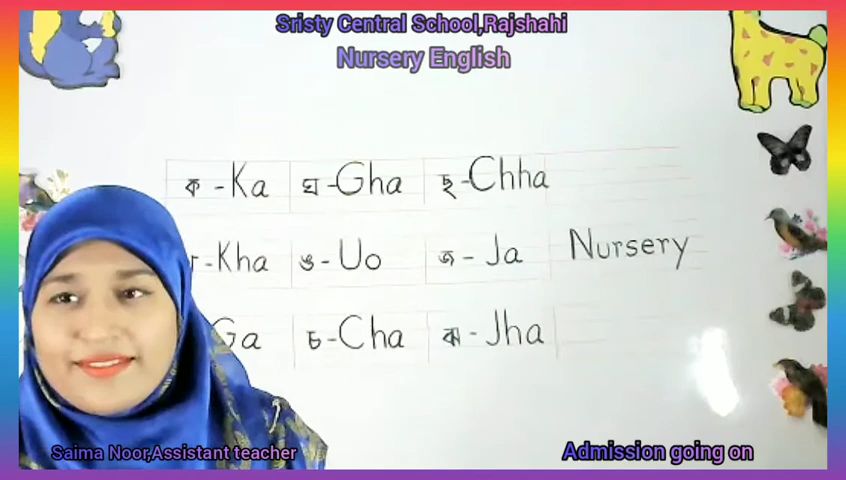 Sristy Central School,Rajshahi
Nursery English
ক -Ka ঘ -Gha ছ -Chha
-Kha ঙ - Uo জ - Ja Nursery
Ga চ -Cha ঝ - Jha
Saima Noor,Assistant teacher
Admission going on